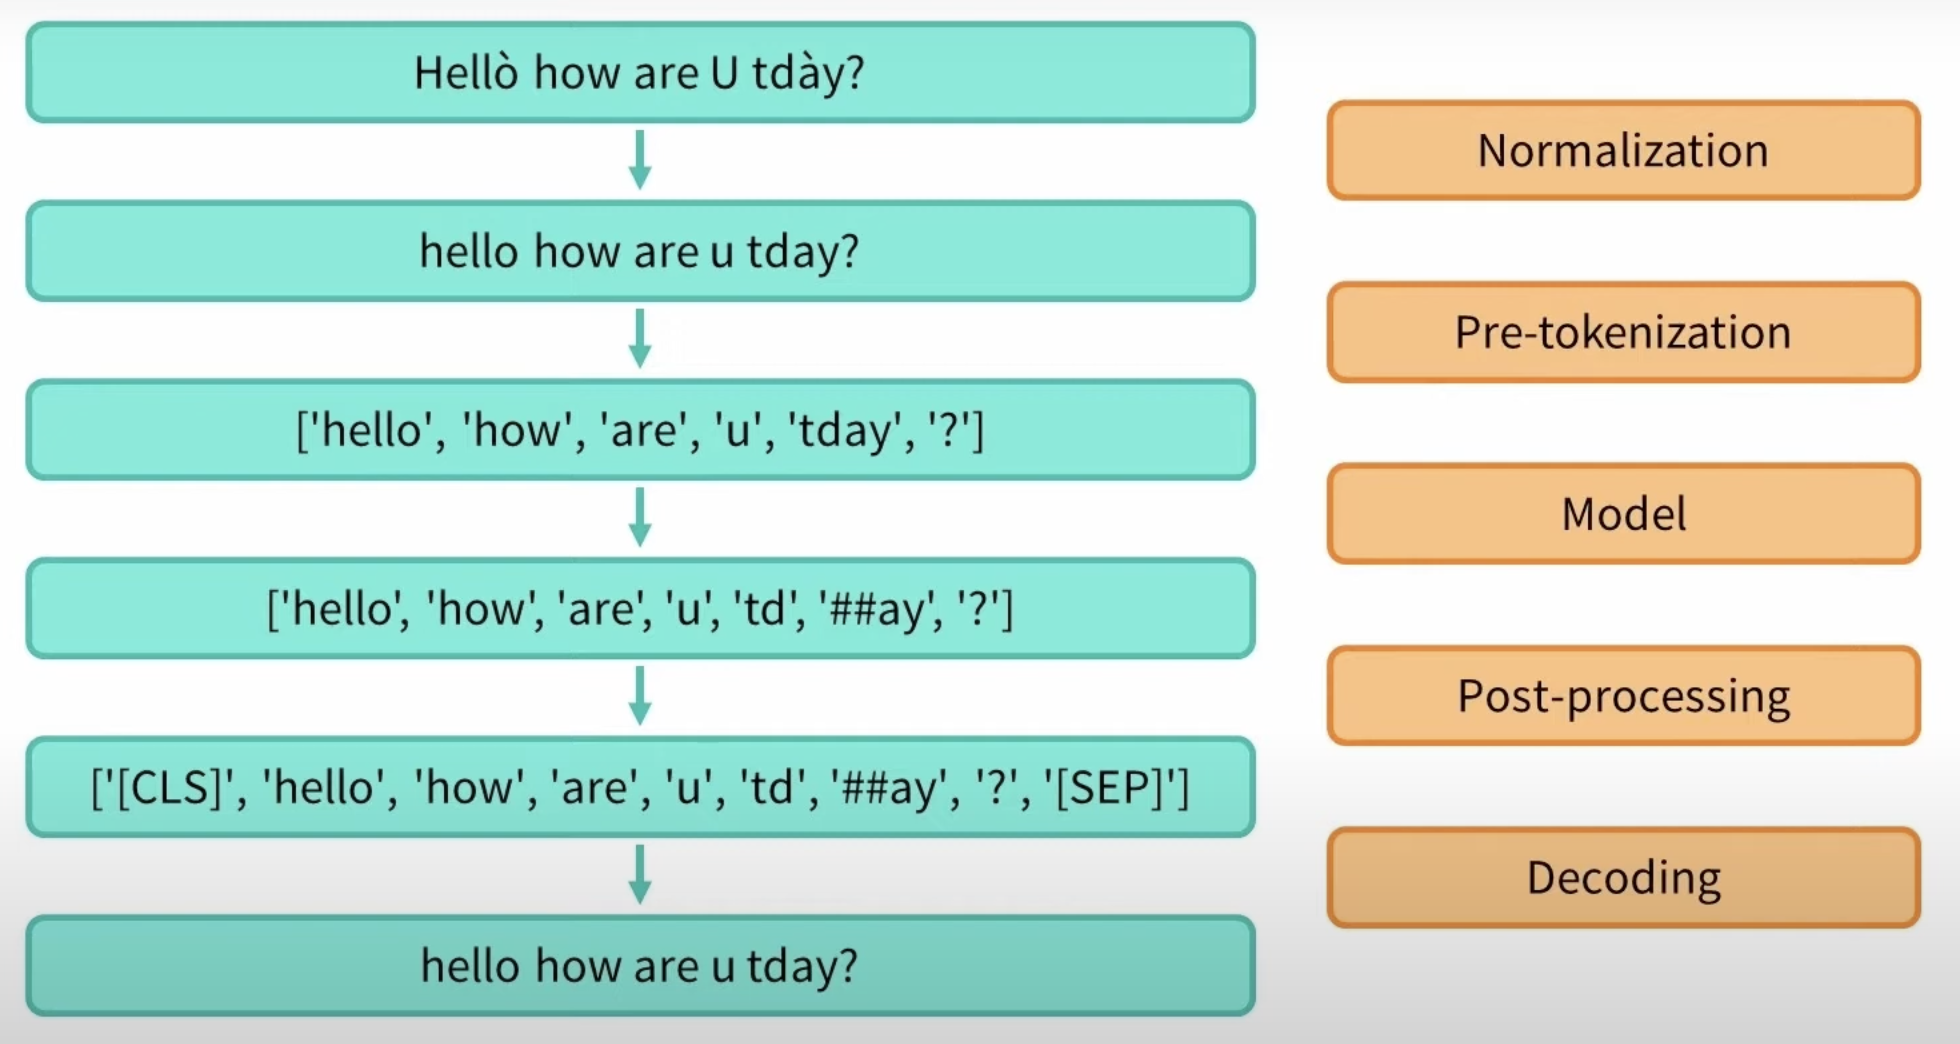 Hellò how are U tdày?
Normalization
hello how are u tday?
Pre-tokenization
['hello', 'how', 'are', 'u', 'tday', '?']
Model
['hello', 'how', 'are', 'u', 'td', '##ay', '?']
Post-processing
['[CLS]', 'hello', 'how', 'are', 'u', 'td', '##ay', '?', '[SEP]']
Decoding
hello how are u tday?